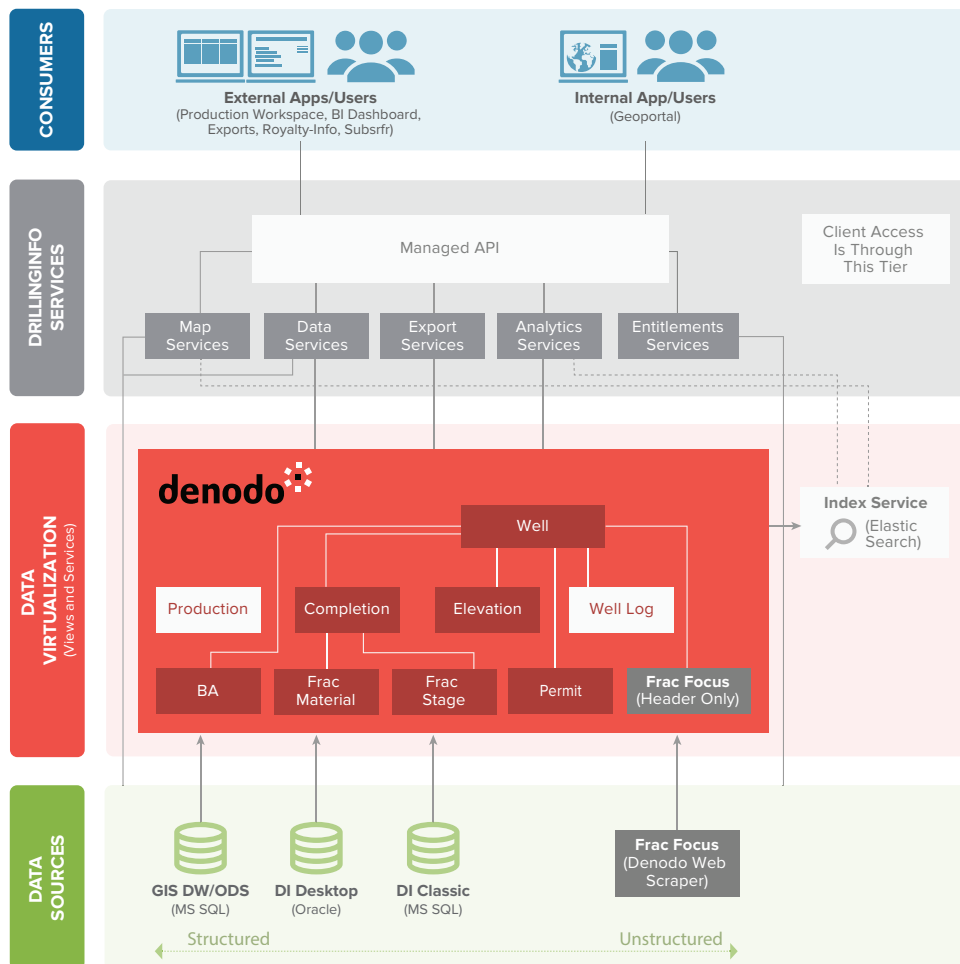 CONSUMERS
External Apps/Users
(Production Workspace, BI Dashboard,
Exports, Royalty-Info, Subsrfr)
Internal App/Users
(Geoportal)
DRILLINGINFO
SERVICES
Managed API
Client Access
Is Through
This Tier
Map
Services
Data
Services
Export
Services
Analytics
Services
Entitlements
Services
DATA
VIRTUALIZATION
(Views and Services)
denodo
Well
Production
Completion
Elevation
Well Log
BA
Frac
Material
Frac
Stage
Permit
Frac Focus
(Header Only)
Index Service
(Elastic
Search)
DATA
SOURCES
GIS DW/ODS
(MS SQL)
DI Desktop
(Oracle)
DI Classic
(MS SQL)
Frac Focus
(Denodo Web
Scraper)
Structured
Unstructured